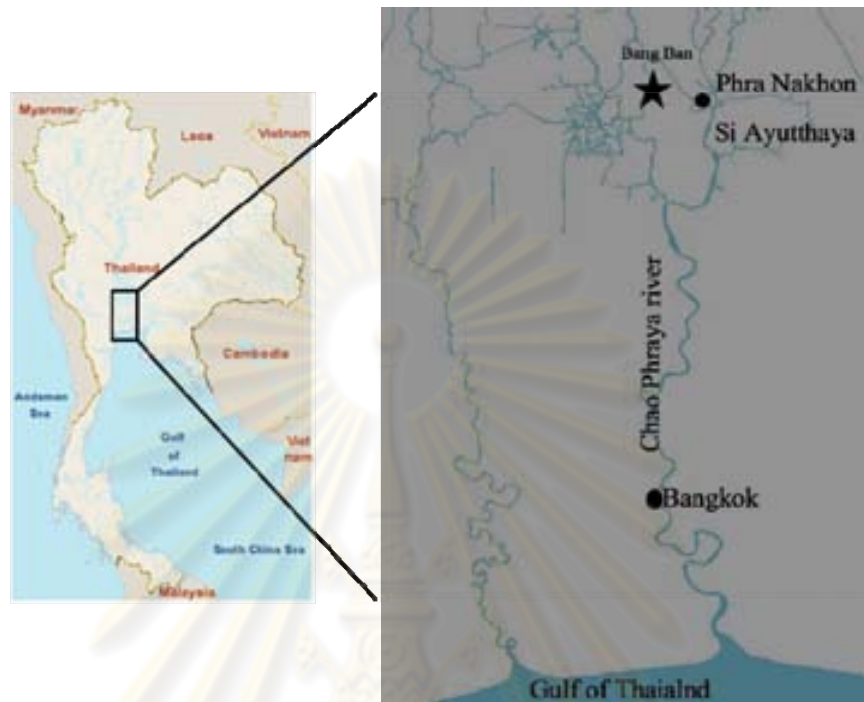 Myanmar
Laos
Vietnam
Thailand
Cambodia
Andaman
Sea
Gulf
of
Thailand
Viet
nam
South China Sea
Malaysia
Bang Ban
Phra Nakhon
Si Ayutthaya
Chao Phraya river
Bangkok
Gulf of Thaialnd